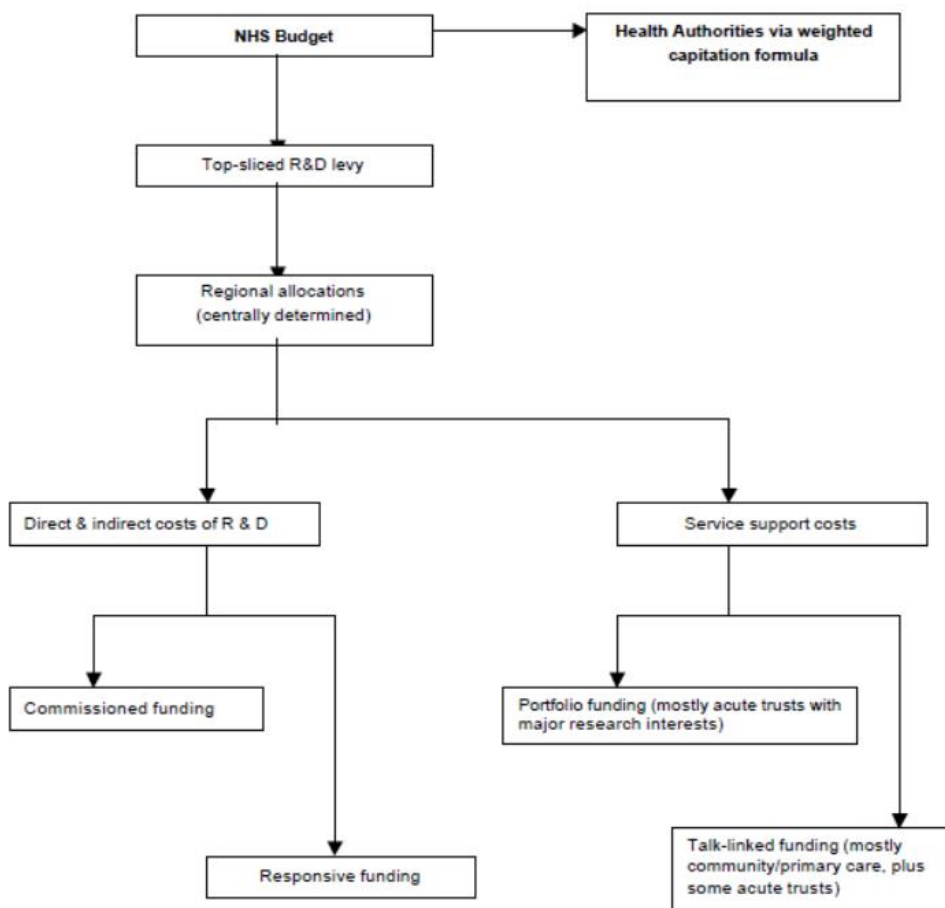 NHS Budget
Health Authorities via weighted
capitation formula
Top-sliced R&D levy
Regional allocations
(centrally determined)
Direct & indirect costs of R & D
Service support costs
Commissioned funding
Portfolio funding (mostly acute trusts with
major research interests)
Responsive funding
Talk-linked funding (mostly
community/primary care, plus
some acute trusts)